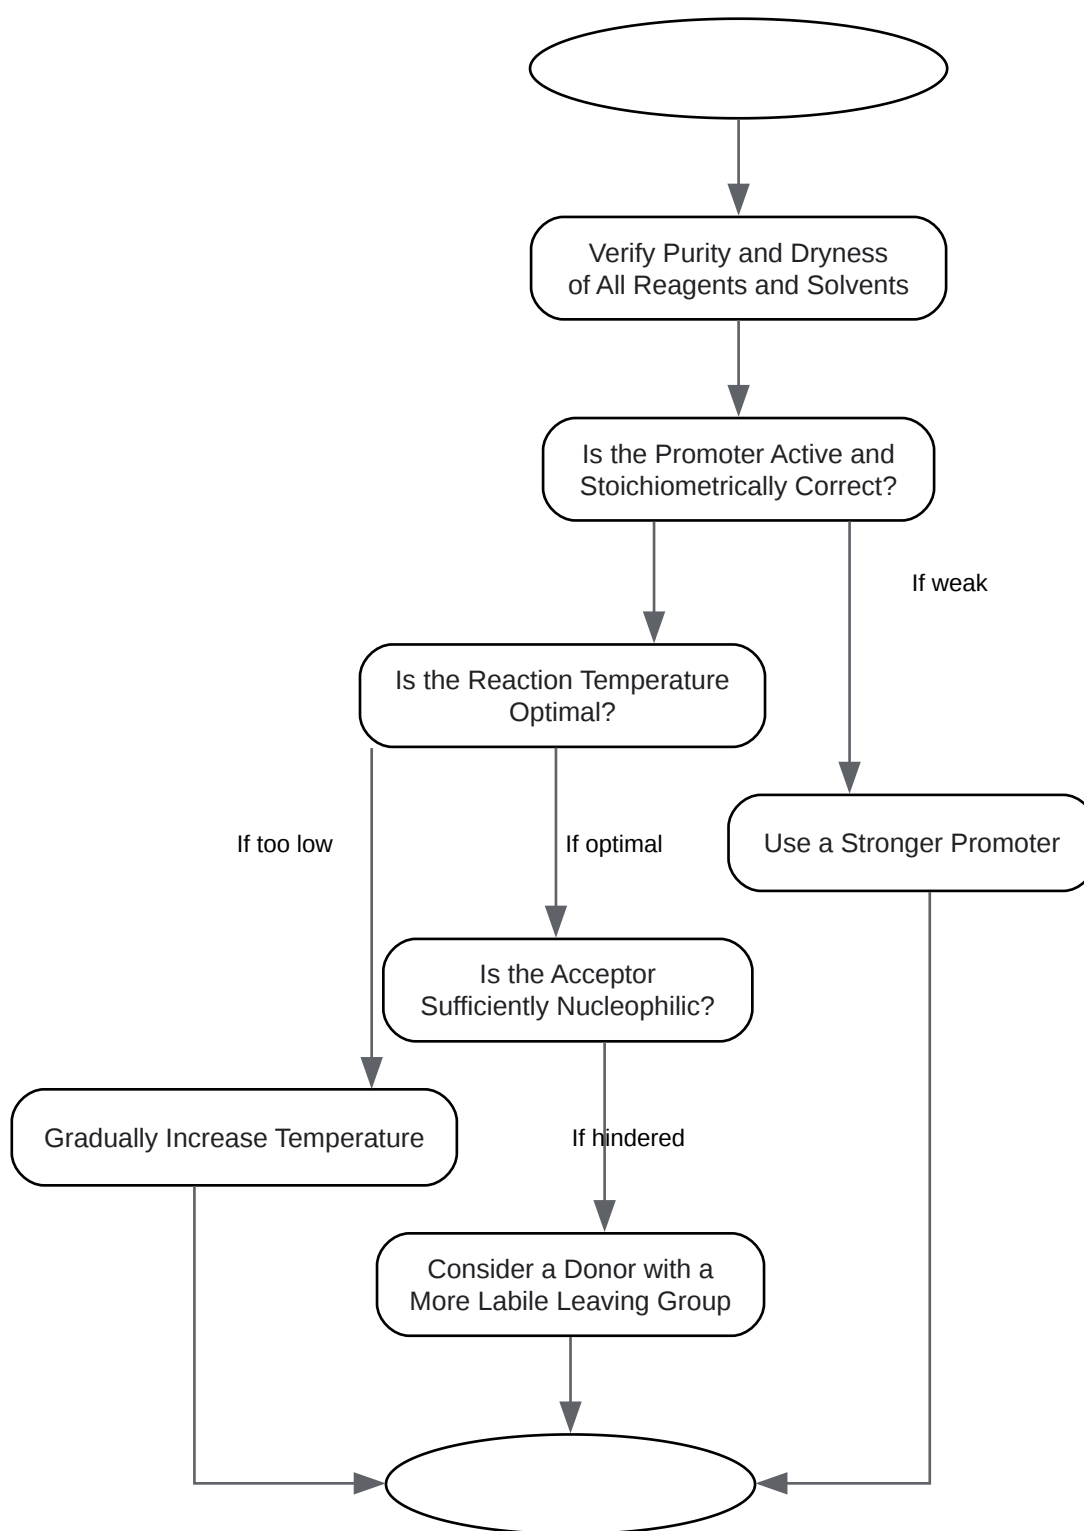 Verify Purity and Dryness
of All Reagents and Solvents
Is the Promoter Active and
Stoichiometrically Correct?
If weak
Is the Reaction Temperature
Optimal?
If too low
If optimal
Use a Stronger Promoter
Is the Acceptor
Sufficiently Nucleophilic?
Gradually Increase Temperature
If hindered
Consider a Donor with a
More Labile Leaving Group